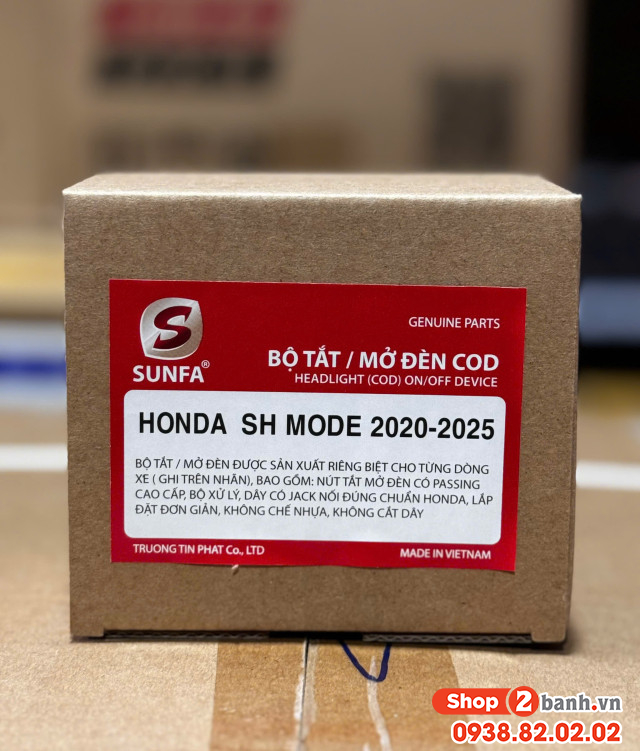 GENUINE PARTS
S
SUNFA®
BỘ TẮT / MỞ ĐÈN COD
HEADLIGHT (COD) ON/OFF DEVICE
HONDA SH MODE 2020-2025
BỘ TẮT / MỞ ĐÈN ĐƯỢC SẢN XUẤT RIÊNG BIỆT CHO TỪNG DÒNG
XE ( GHI TRÊN NHÃN), BAO GỒM: NÚT TẮT MỞ ĐÈN CÓ PASSING
CAO CẤP, BỘ XỬ LÝ, DÂY CÓ JACK NỐI ĐÚNG CHUẨN HONDA, LẮP
ĐẶT ĐƠN GIẢN, KHÔNG CHẾ NHỰA, KHÔNG CẮT DÂY
TRUONG TIN PHAT Co., LTD
MADE IN VIETNAM
Shop2banh.vn
0938.82.02.02